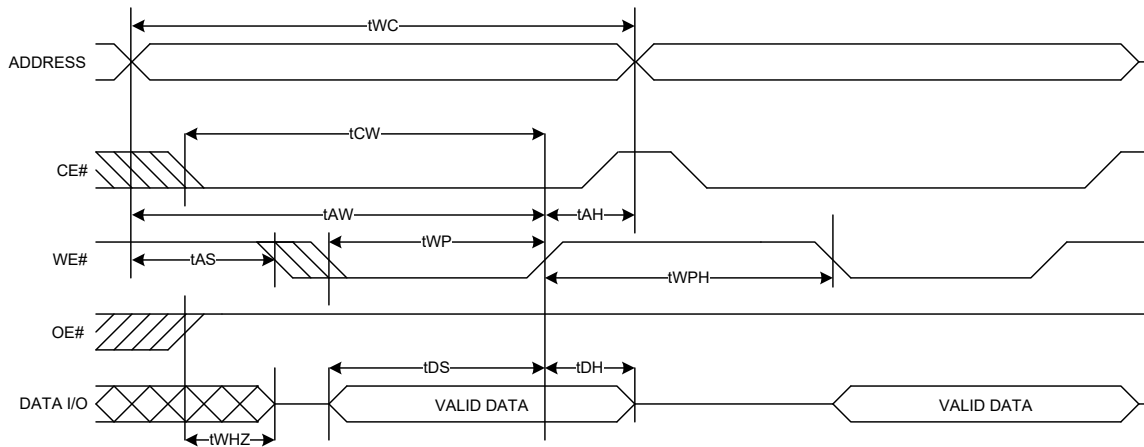 tWC
ADDRESS
tCW
CE#
tAW
tAH
tWP
WE#
tAS
tWPH
OE#
tDS
tDH
DATA I/O
VALID DATA
VALID DATA
tWHZ